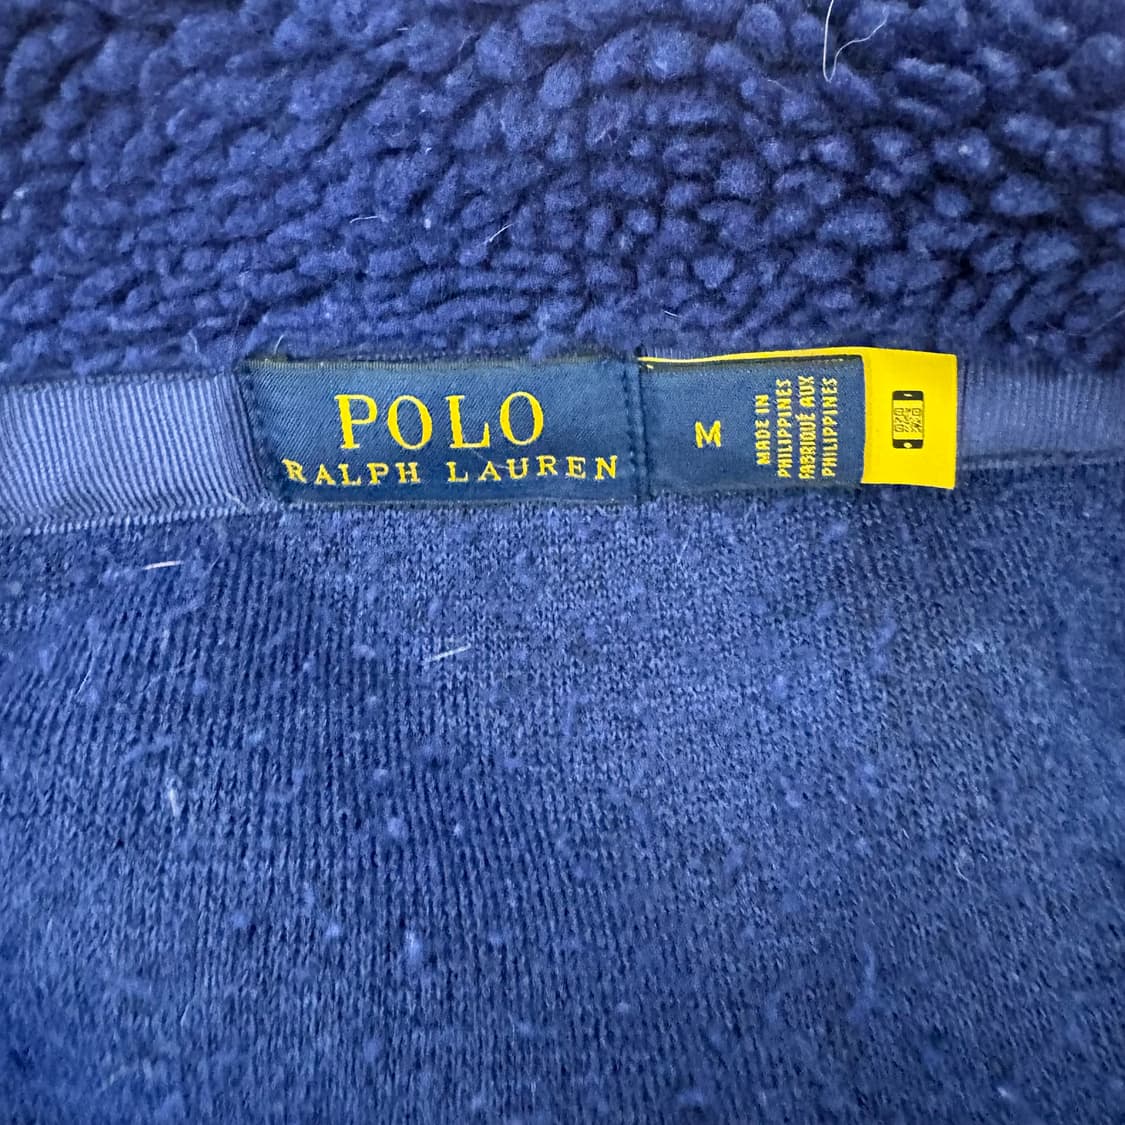 POLO
RALPH LAUREN
M
MADE IN
PHILIPPINES
FABRIQUÉ AUX
PHILIPPINES